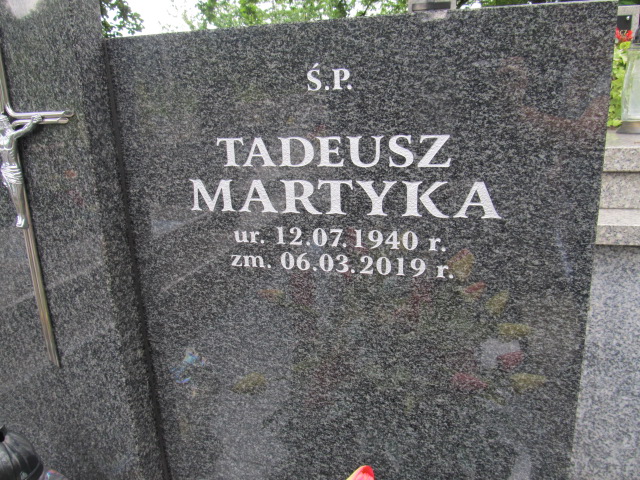 Ś.P.
TADEUSZ
MARTYKA
ur. 12.07.1940 r.
zm. 06.03.2019 r.